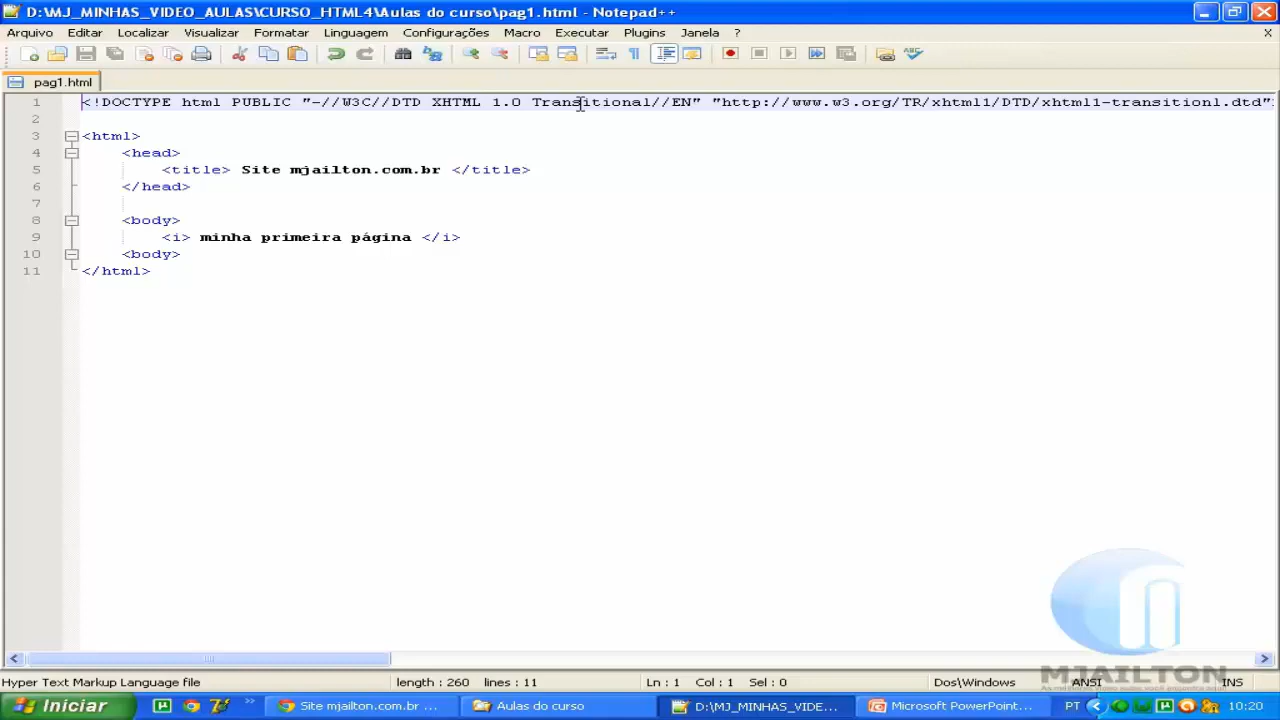 D:\MJ_MINHAS_VIDEO_AULAS\CURSO_HTML4\Aulas do curso\pag1.html - Notepad++
Arquivo Editar Localizar Visualizar Formatar Linguagem Configurações Macro Executar Plugins Janela ? X
pag1.html
1 <!DOCTYPE html PUBLIC "-//W3C//DTD XHTML 1.0 Transitional//EN" "http://www.w3.org/TR/xhtml1/DTD/xhtml1-transitionl.dtd"
2
3 <html>
4 <head>
5 <title> Site mjailton.com.br </title>
6 </head>
7
8 <body>
9 <i> minha primeira página </i>
10 <body>
11 </html>
MJAILTON
Hyper Text Markup Language file length : 260 lines : 11 Ln : 1 Col : 1 Sel : 0 Dos\Windows ANSI INS
Iniciar Site mjailton.com.br ... Aulas do curso D:\MJ_MINHAS_VIDE... Microsoft PowerPoint... PT 10:20